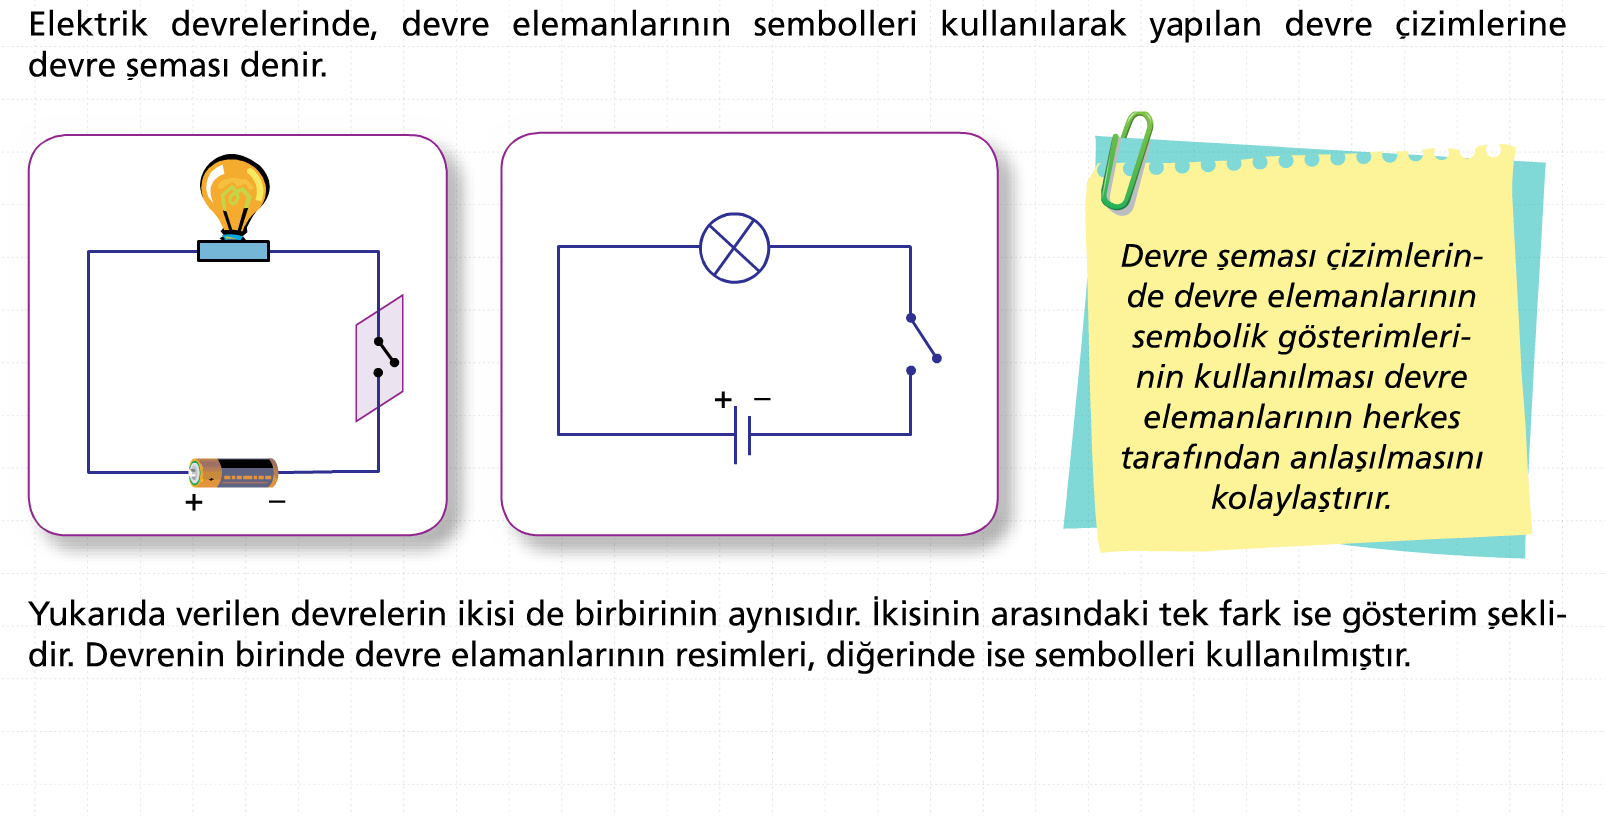 Elektrik devrelerinde, devre elemanlarının sembolleri kullanılarak yapılan devre çizimlerine
devre şeması denir.
+ −
+ −
Devre şeması çizimlerin-
de devre elemanlarının
sembolik gösterimleri-
nin kullanılması devre
elemanlarının herkes
tarafından anlaşılmasını
kolaylaştırır.
Yukarıda verilen devrelerin ikisi de birbirinin aynısıdır. İkisinin arasındaki tek fark ise gösterim şekli-
dir. Devrenin birinde devre elamanlarının resimleri, diğerinde ise sembolleri kullanılmıştır.